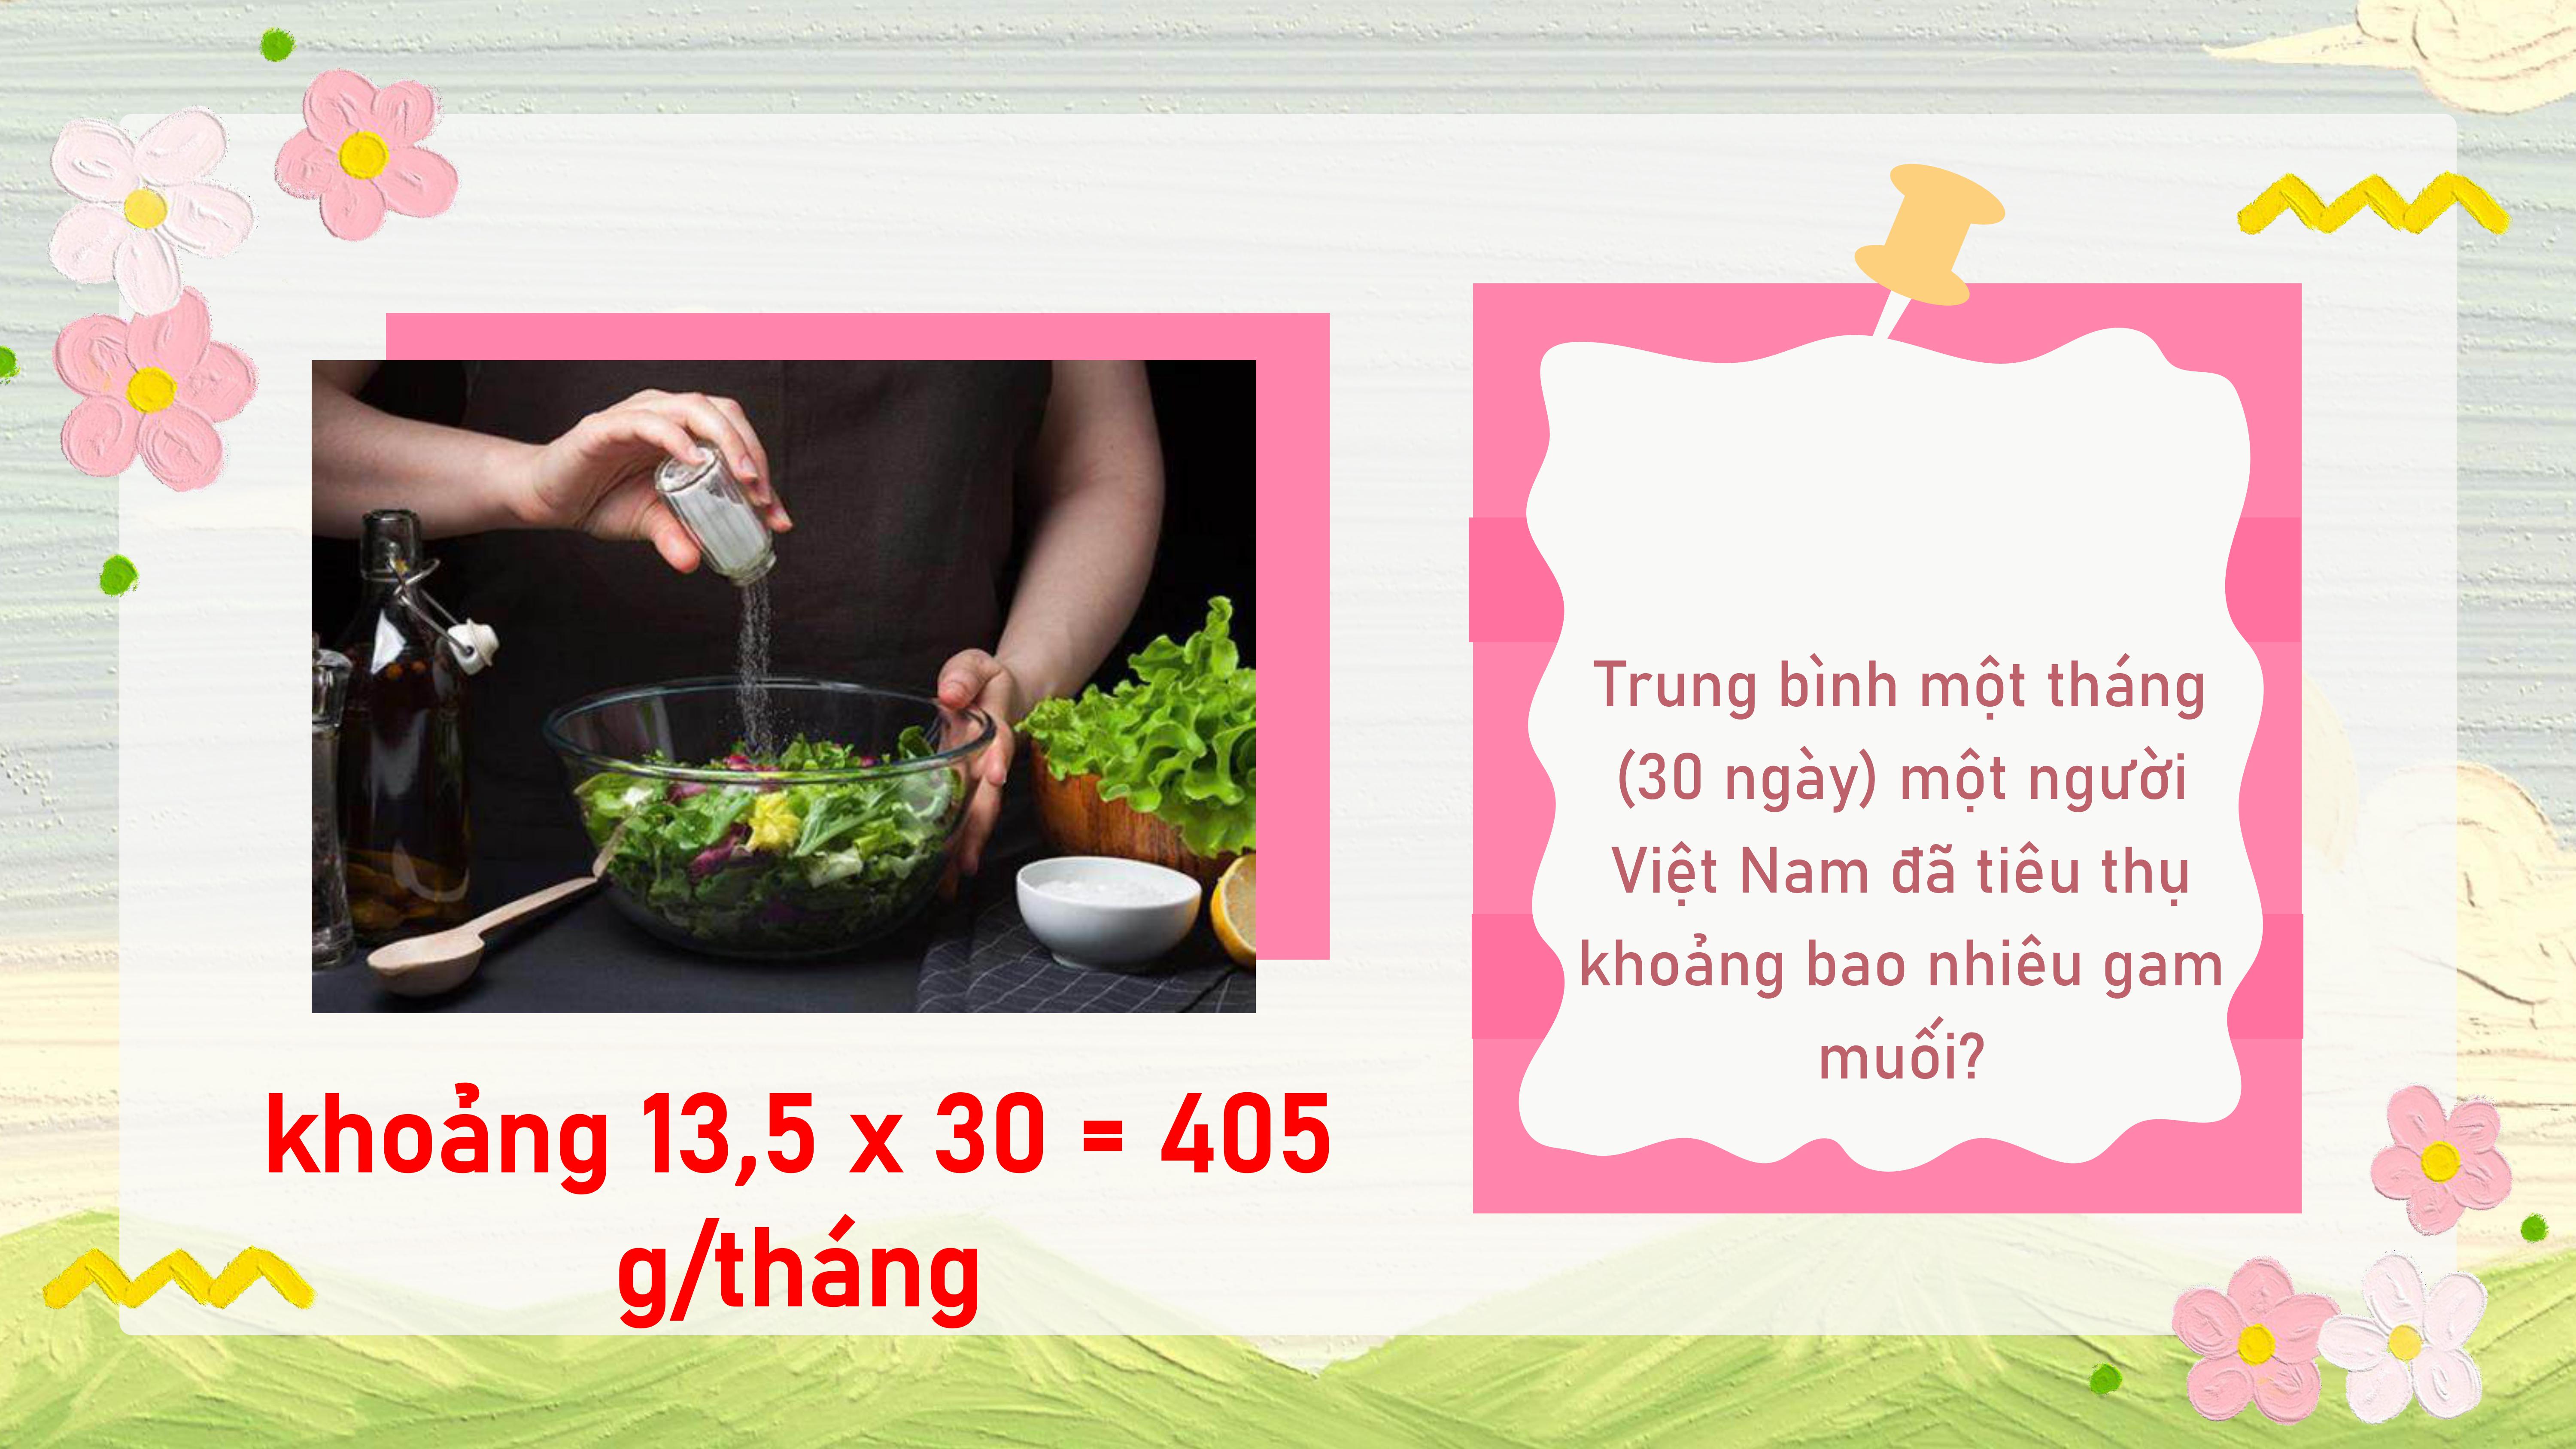 Trung bình một tháng
(30 ngày) một người
Việt Nam đã tiêu thụ
khoảng bao nhiêu gam
muối?
khoảng 13,5 x 30 = 405
g/tháng